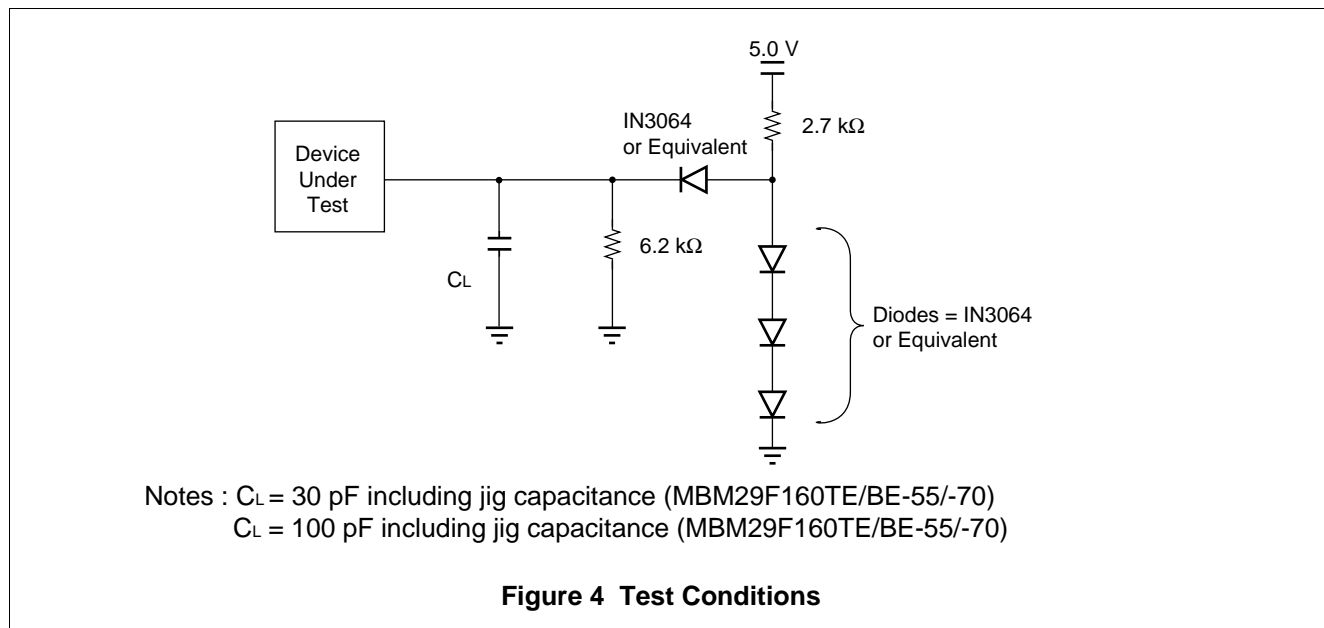 5.0 V
2.7 kΩ
IN3064
or Equivalent
Device
Under
Test
6.2 kΩ
CL
Diodes = IN3064
or Equivalent
Notes : CL = 30 pF including jig capacitance (MBM29F160TE/BE-55/-70)
CL = 100 pF including jig capacitance (MBM29F160TE/BE-55/-70)
Figure 4 Test Conditions